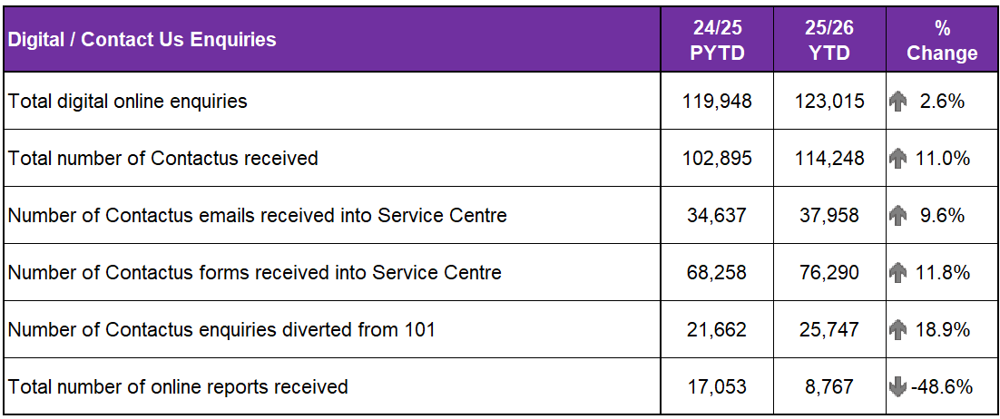 Digital / Contact Us Enquiries 24/25 PYTD 25/26 YTD % Change
Total digital online enquiries 119,948 123,015 2.6%
Total number of Contactus received 102,895 114,248 11.0%
Number of Contactus emails received into Service Centre 34,637 37,958 9.6%
Number of Contactus forms received into Service Centre 68,258 76,290 11.8%
Number of Contactus enquiries diverted from 101 21,662 25,747 18.9%
Total number of online reports received 17,053 8,767 -48.6%